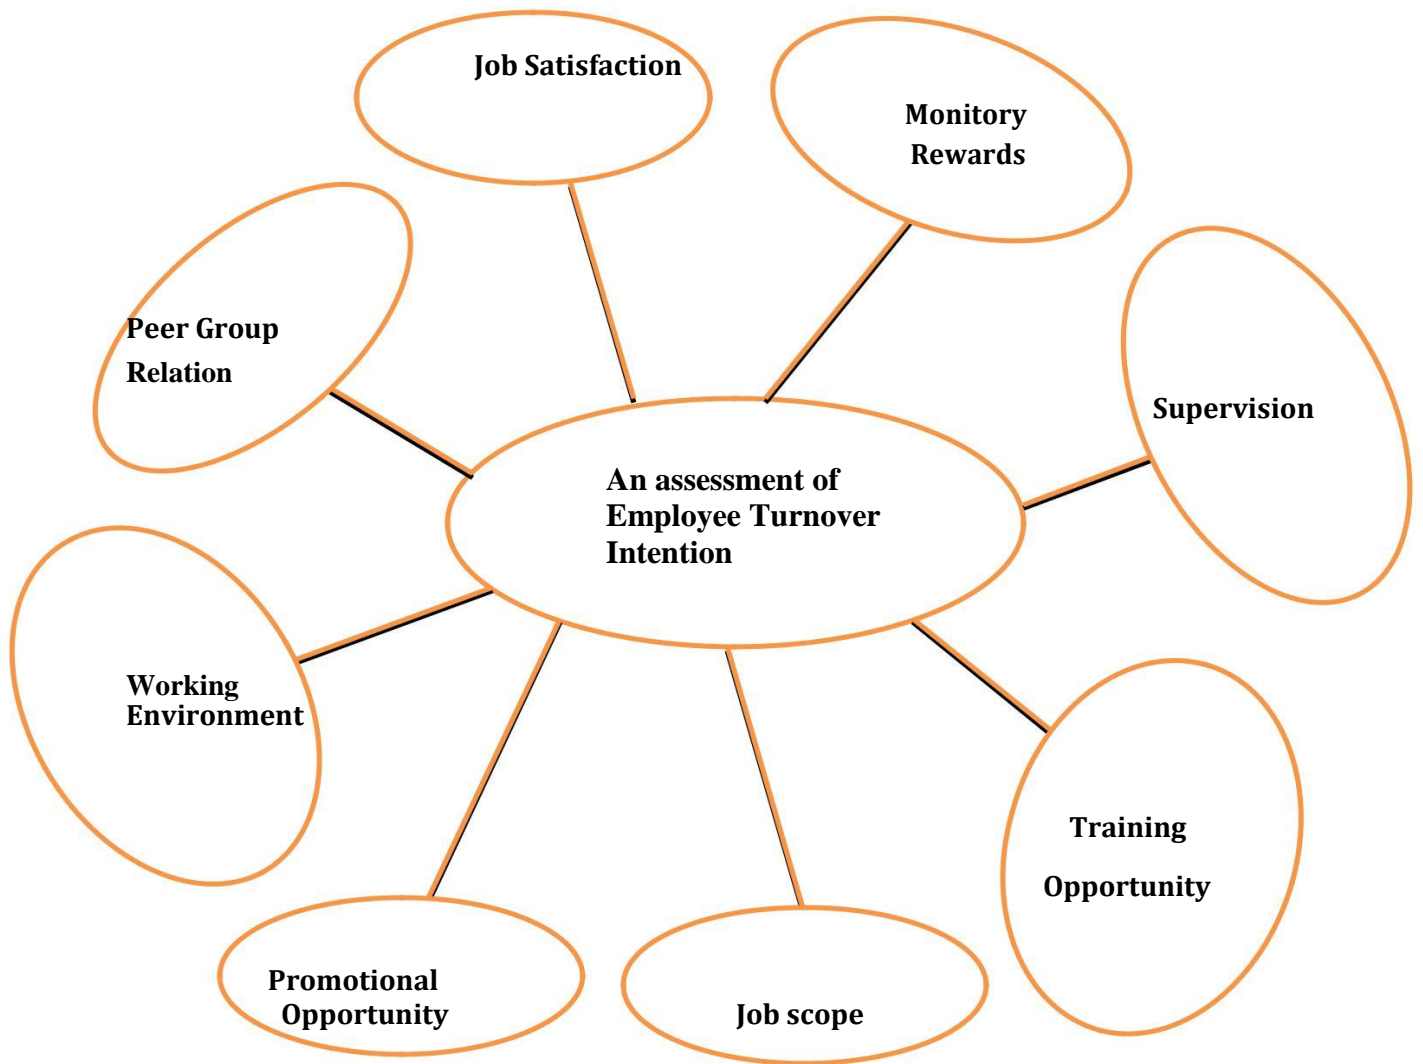 Job Satisfaction
Monitory
Rewards
Peer Group
Relation
Supervision
An assessment of
Employee Turnover
Intention
Working
Environment
Training
Opportunity
Promotional
Opportunity
Job scope